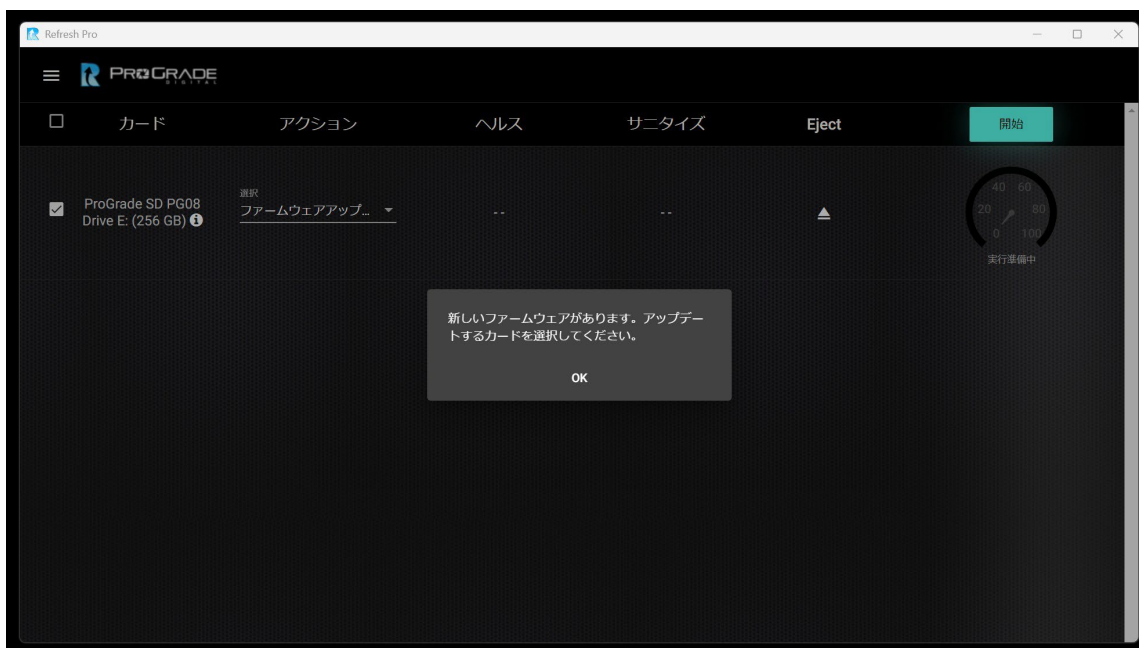 Refresh Pro
PROGRADE
DIGITAL
カード アクション ヘルス サニタイズ Eject 開始
ProGrade SD PG08
Drive E: (256 GB)
選択
ファームウェアアップ...
--
--
40 60
20 80
0 100
実行準備中
新しいファームウェアがあります。アップデー
トするカードを選択してください。
OK